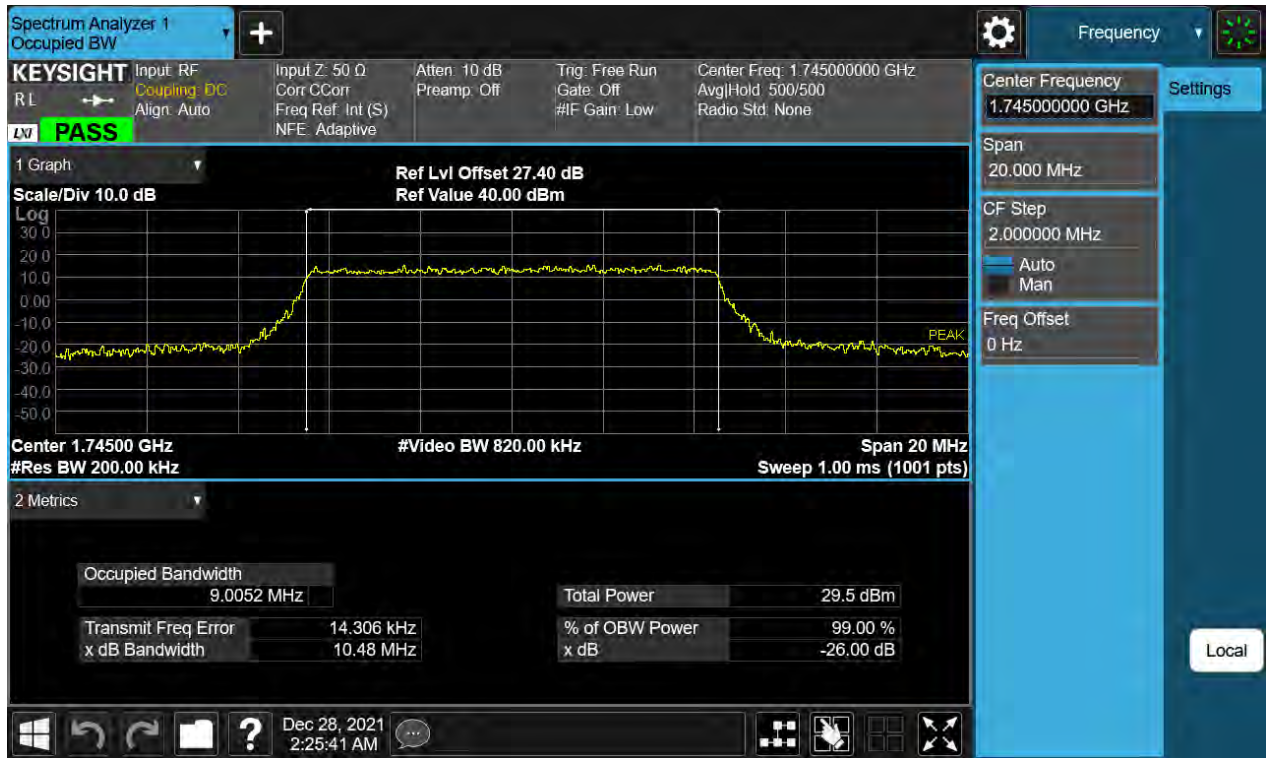 Spectrum Analyzer 1
Occupied BW
+
Frequency
KEYSIGHT
RL
LXI
PASS
Input: RF
Coupling: DC
Align: Auto
Input Z: 50 Ω
Corr CCorr
Freq Ref: Int (S)
NFE: Adaptive
Atten: 10 dB
Preamp: Off
Trig: Free Run
Gate: Off
#IF Gain: Low
Center Freq: 1.745000000 GHz
Avg|Hold: 500/500
Radio Std: None
Center Frequency
1.745000000 GHz
Settings
Span
20.000 MHz
CF Step
2.000000 MHz
Auto
Man
Freq Offset
0 Hz
Local
1 Graph
Scale/Div 10.0 dB
Ref Lvl Offset 27.40 dB
Ref Value 40.00 dBm
Log
30.0
20.0
10.0
0.00
-10.0
-20.0
-30.0
-40.0
-50.0
PEAK
Center 1.74500 GHz
#Video BW 820.00 kHz
Span 20 MHz
#Res BW 200.00 kHz
Sweep 1.00 ms (1001 pts)
2 Metrics
Occupied Bandwidth
9.0052 MHz
Transmit Freq Error 14.306 kHz
x dB Bandwidth 10.48 MHz
Total Power 29.5 dBm
% of OBW Power 99.00 %
x dB -26.00 dB
?
Dec 28, 2021
2:25:41 AM